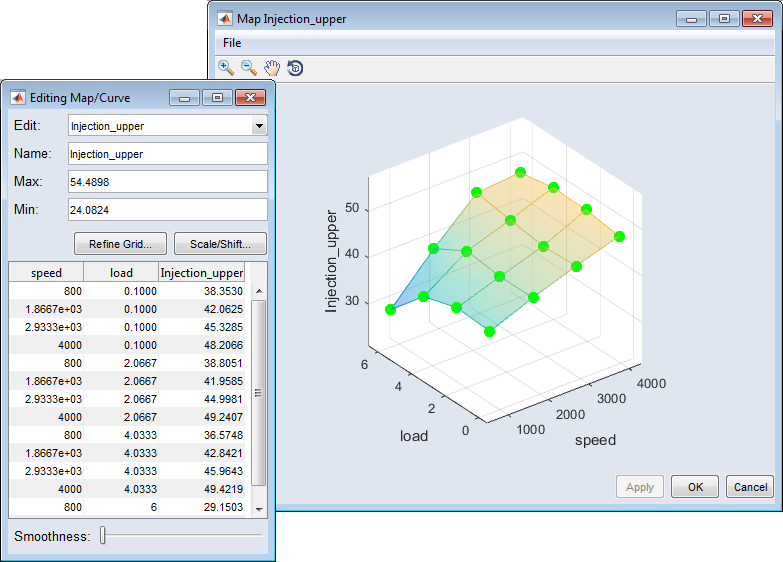 Map Injection_upper
File
Editing Map/Curve
Edit: Injection_upper
Name: Injection_upper
Max: 54.4898
Min: 24.0824
Refine Grid... Scale/Shift...
speed load Injection_upper
800 0.1000 38.3530
1.8667e+03 0.1000 42.0625
2.9333e+03 0.1000 45.3285
4000 0.1000 48.2066
800 2.0667 38.8051
1.8667e+03 2.0667 41.9585
2.9333e+03 2.0667 44.9981
4000 2.0667 49.2407
800 4.0333 36.5748
1.8667e+03 4.0333 42.8421
2.9333e+03 4.0333 45.9643
4000 4.0333 49.4219
800 6 29.1503
Smoothness:
Injection_upper
50
40
30
6
4
2
0
load
1000
2000
3000
4000
speed
Apply OK Cancel